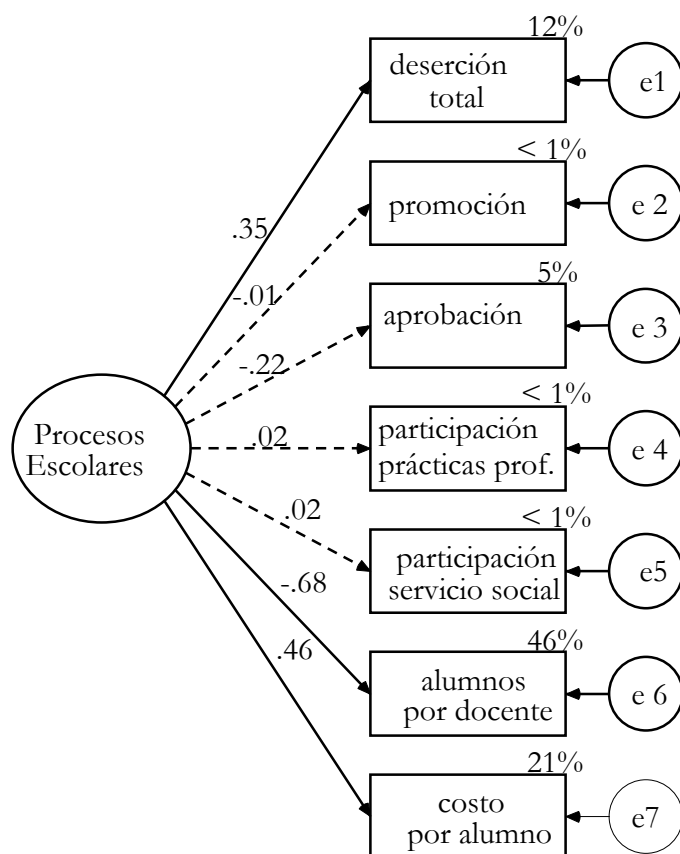 12%
deserción
total
e1
< 1%
promoción
e 2
.35
-.01
5%
aprobación
e 3
-.22
Procesos
Escolares
< 1%
participación
prácticas prof.
e 4
.02
.02
< 1%
participación
servicio social
e5
-.68
.46
46%
alumnos
por docente
e 6
21%
costo
por alumno
e7